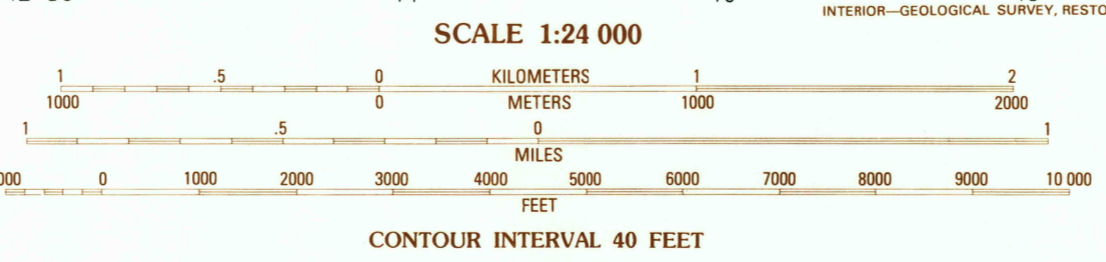 INTERIOR—GEOLOGICAL SURVEY, RESTO
SCALE 1:24 000
1 .5 0 KILOMETERS 1 2
1000 0 METERS 1000 2000
1 .5 0 1
MILES
000 0 1000 2000 3000 4000 5000 6000 7000 8000 9000 10 000
FEET
CONTOUR INTERVAL 40 FEET